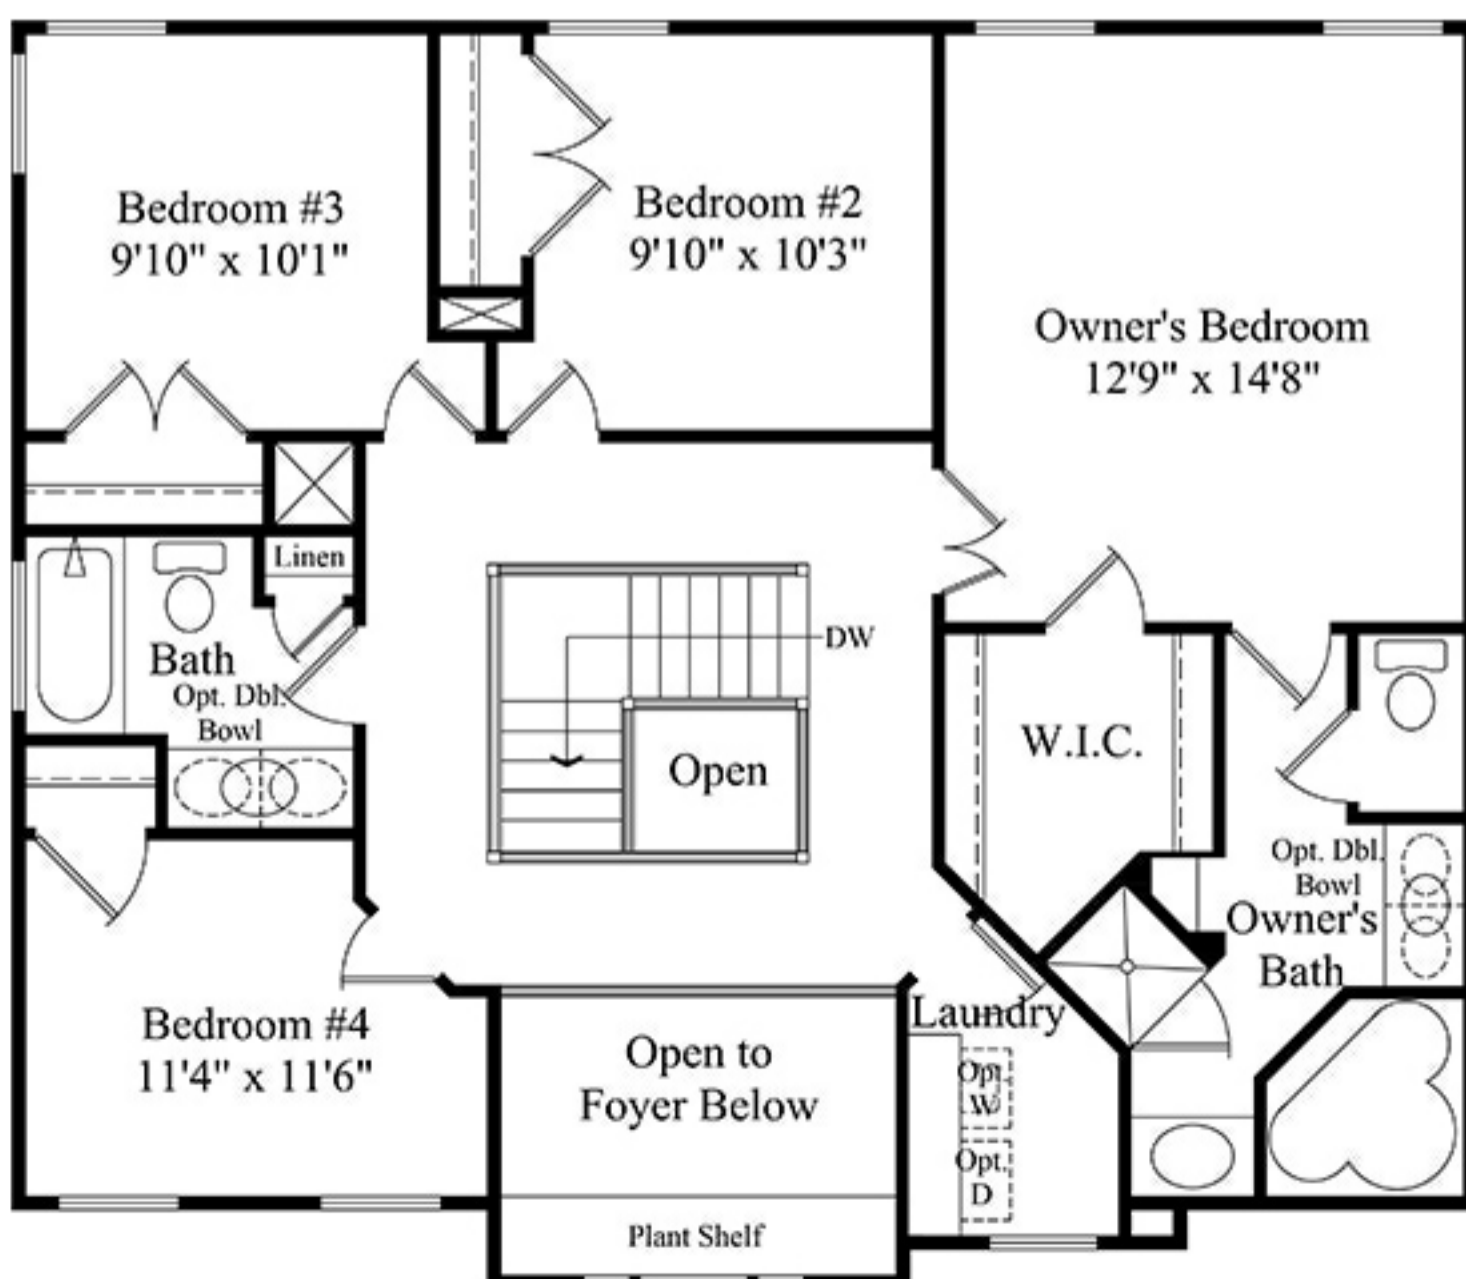 Bedroom #3
9'10" x 10'1"
Bedroom #2
9'10" x 10'3"
Owner's Bedroom
12'9" x 14'8"
Linen
Bath
Opt. Dbl.
Bowl
DW
Open
W.I.C.
Opt. Dbl.
Bowl
Owner's
Bath
Bedroom #4
11'4" x 11'6"
Open to
Foyer Below
Laundry
Opt.
W
Opt.
D
Plant Shelf